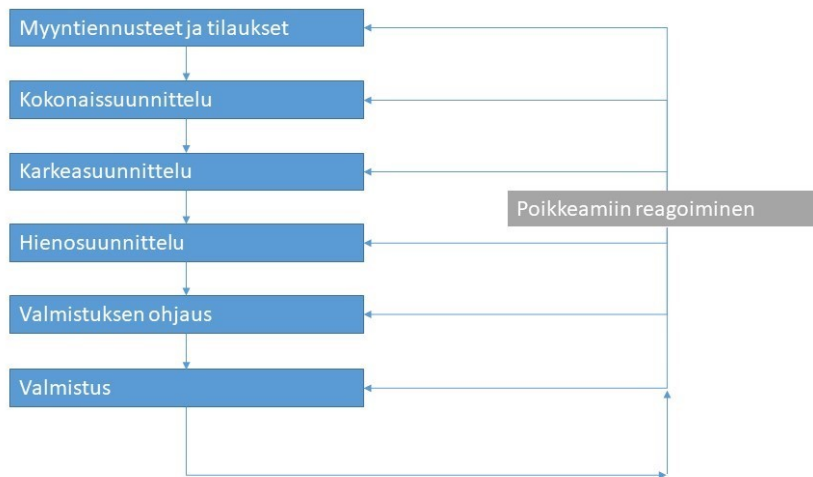 Myyntiennusteet ja tilaukset
Kokonaissuunnittelu
Karkeasuunnittelu
Poikkeamiin reagoiminen
Hienosuunnittelu
Valmistuksen ohjaus
Valmistus